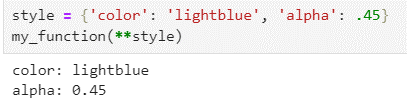 style = {'color': 'lightblue', 'alpha': .45}
my_function(**style)
color: lightblue
alpha: 0.45